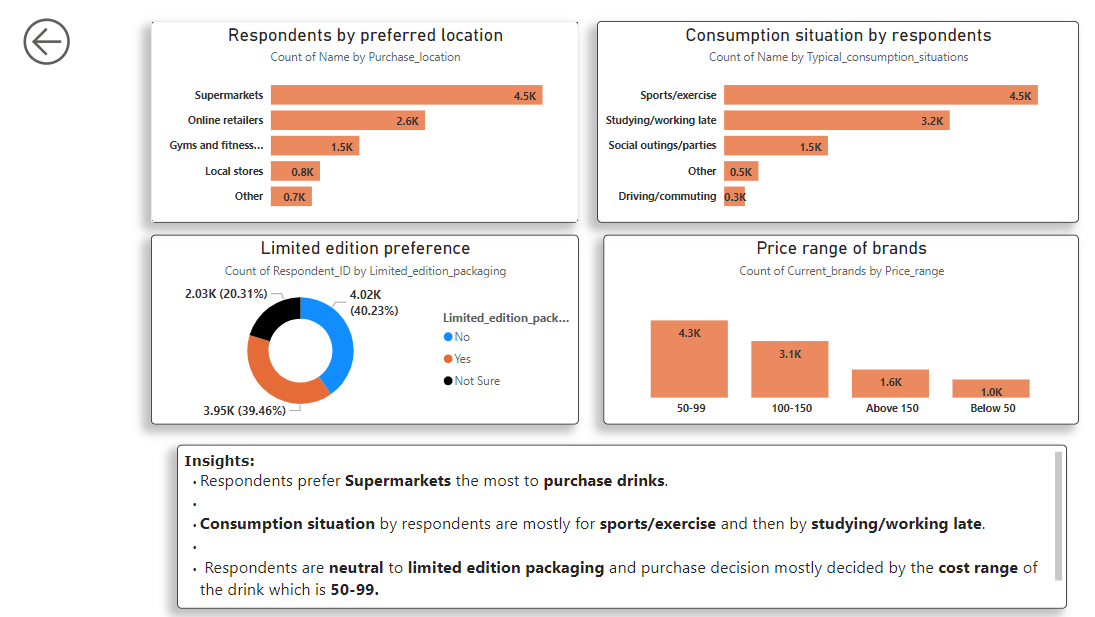 Respondents by preferred location
Count of Name by Purchase_location
Supermarkets 4.5K
Online retailers 2.6K
Gyms and fitness... 1.5K
Local stores 0.8K
Other 0.7K
Consumption situation by respondents
Count of Name by Typical_consumption_situations
Sports/exercise 4.5K
Studying/working late 3.2K
Social outings/parties 1.5K
Other 0.5K
Driving/commuting 0.3K
Limited edition preference
Count of Respondent_ID by Limited_edition_packaging
2.03K (20.31%)
4.02K
(40.23%)
3.95K (39.46%)
Limited_edition_pack...
No
Yes
Not Sure
Price range of brands
Count of Current_brands by Price_range
4.3K
3.1K
1.6K
1.0K
50-99 100-150 Above 150 Below 50
Insights:
• Respondents prefer Supermarkets the most to purchase drinks.
•
• Consumption situation by respondents are mostly for sports/exercise and then by studying/working late.
•
• Respondents are neutral to limited edition packaging and purchase decision mostly decided by the cost range of
the drink which is 50-99.